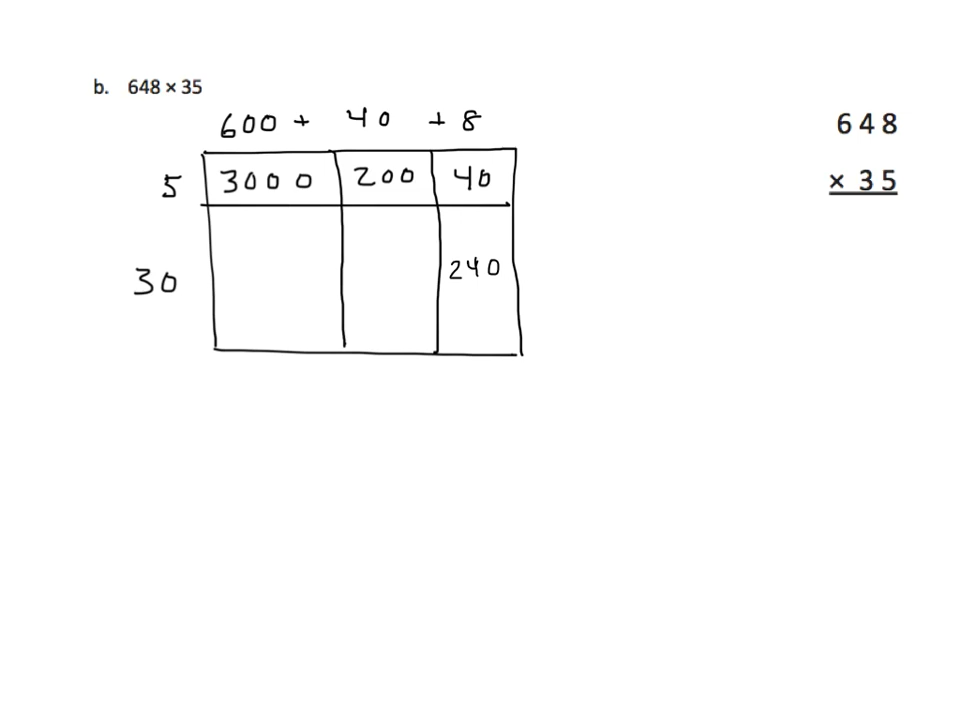 b. 648 × 35
600 + 40 + 8
5 3000 200 40
30 240
648
× 35